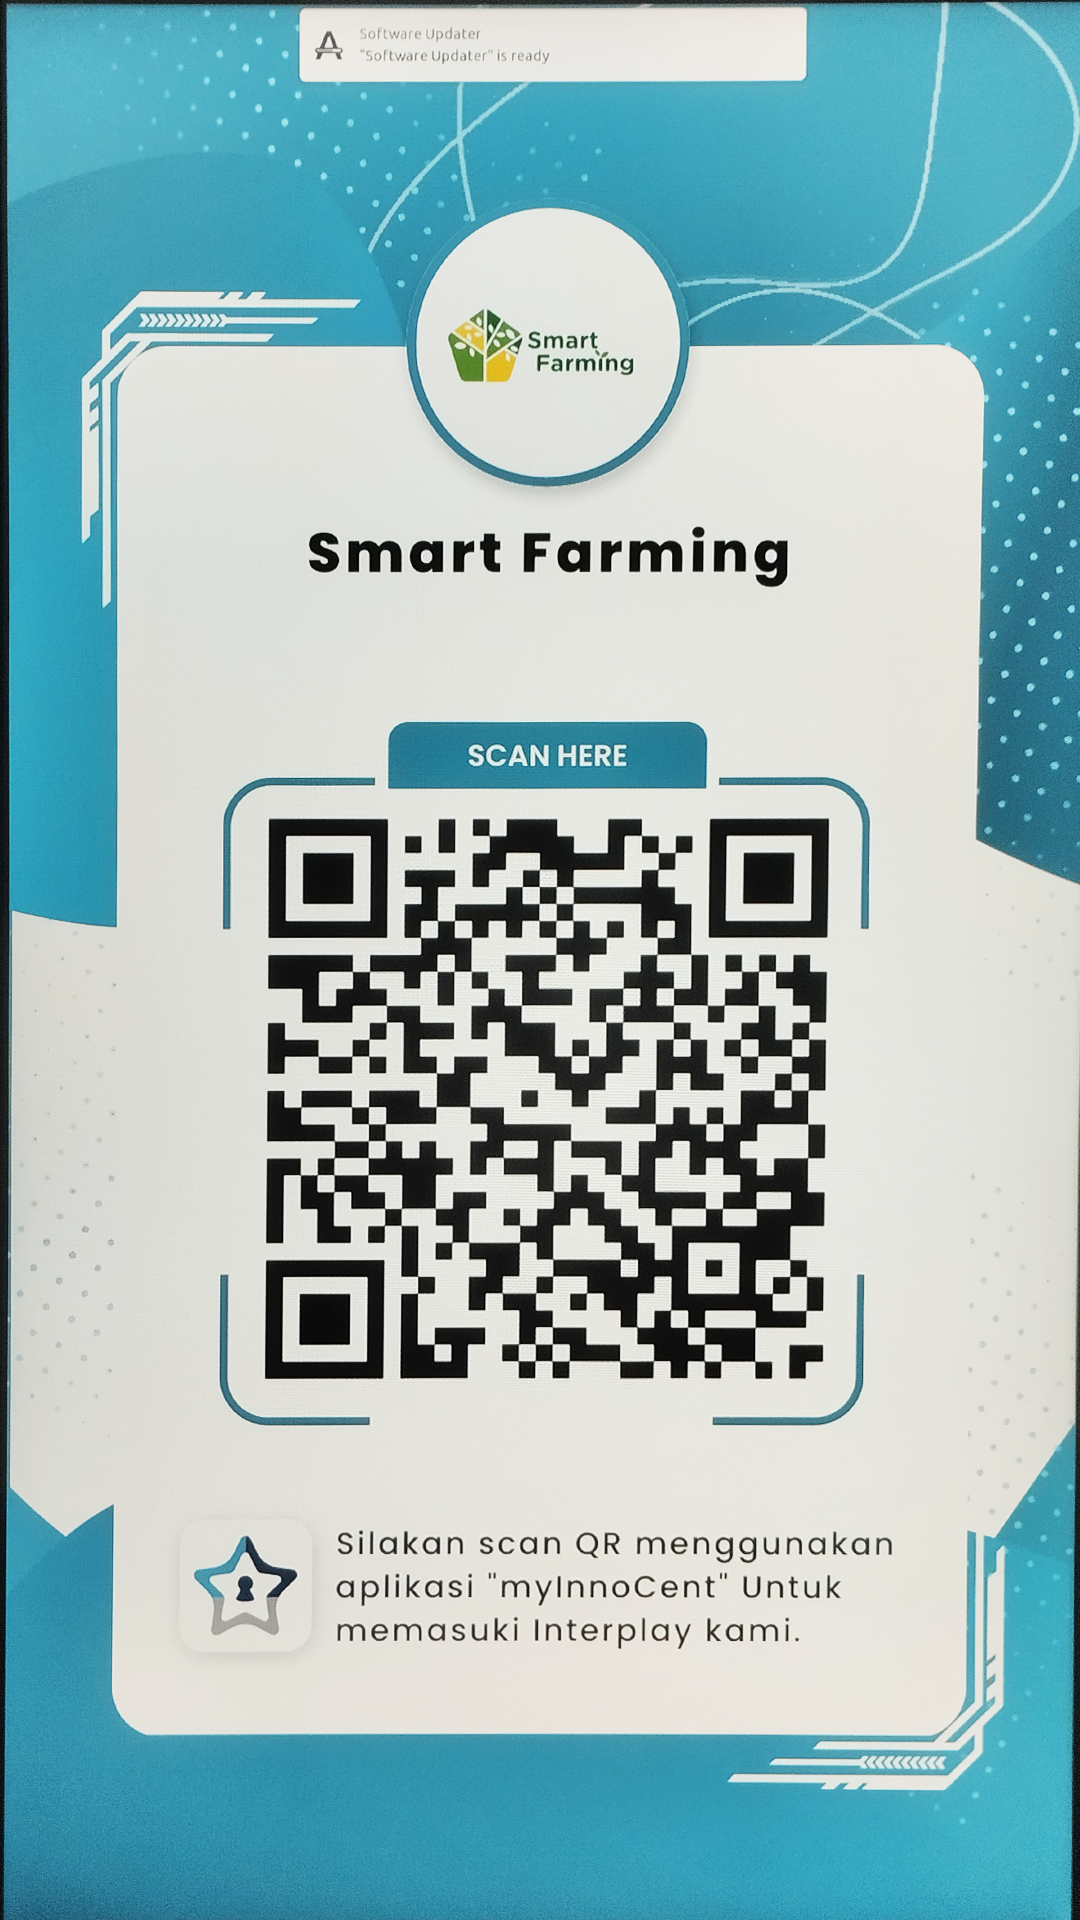 Software Updater
"Software Updater" is ready
Smart
Farming
Smart Farming
SCAN HERE
Silakan scan QR menggunakan
aplikasi "myInnoCent" Untuk
memasuki Interplay kami.